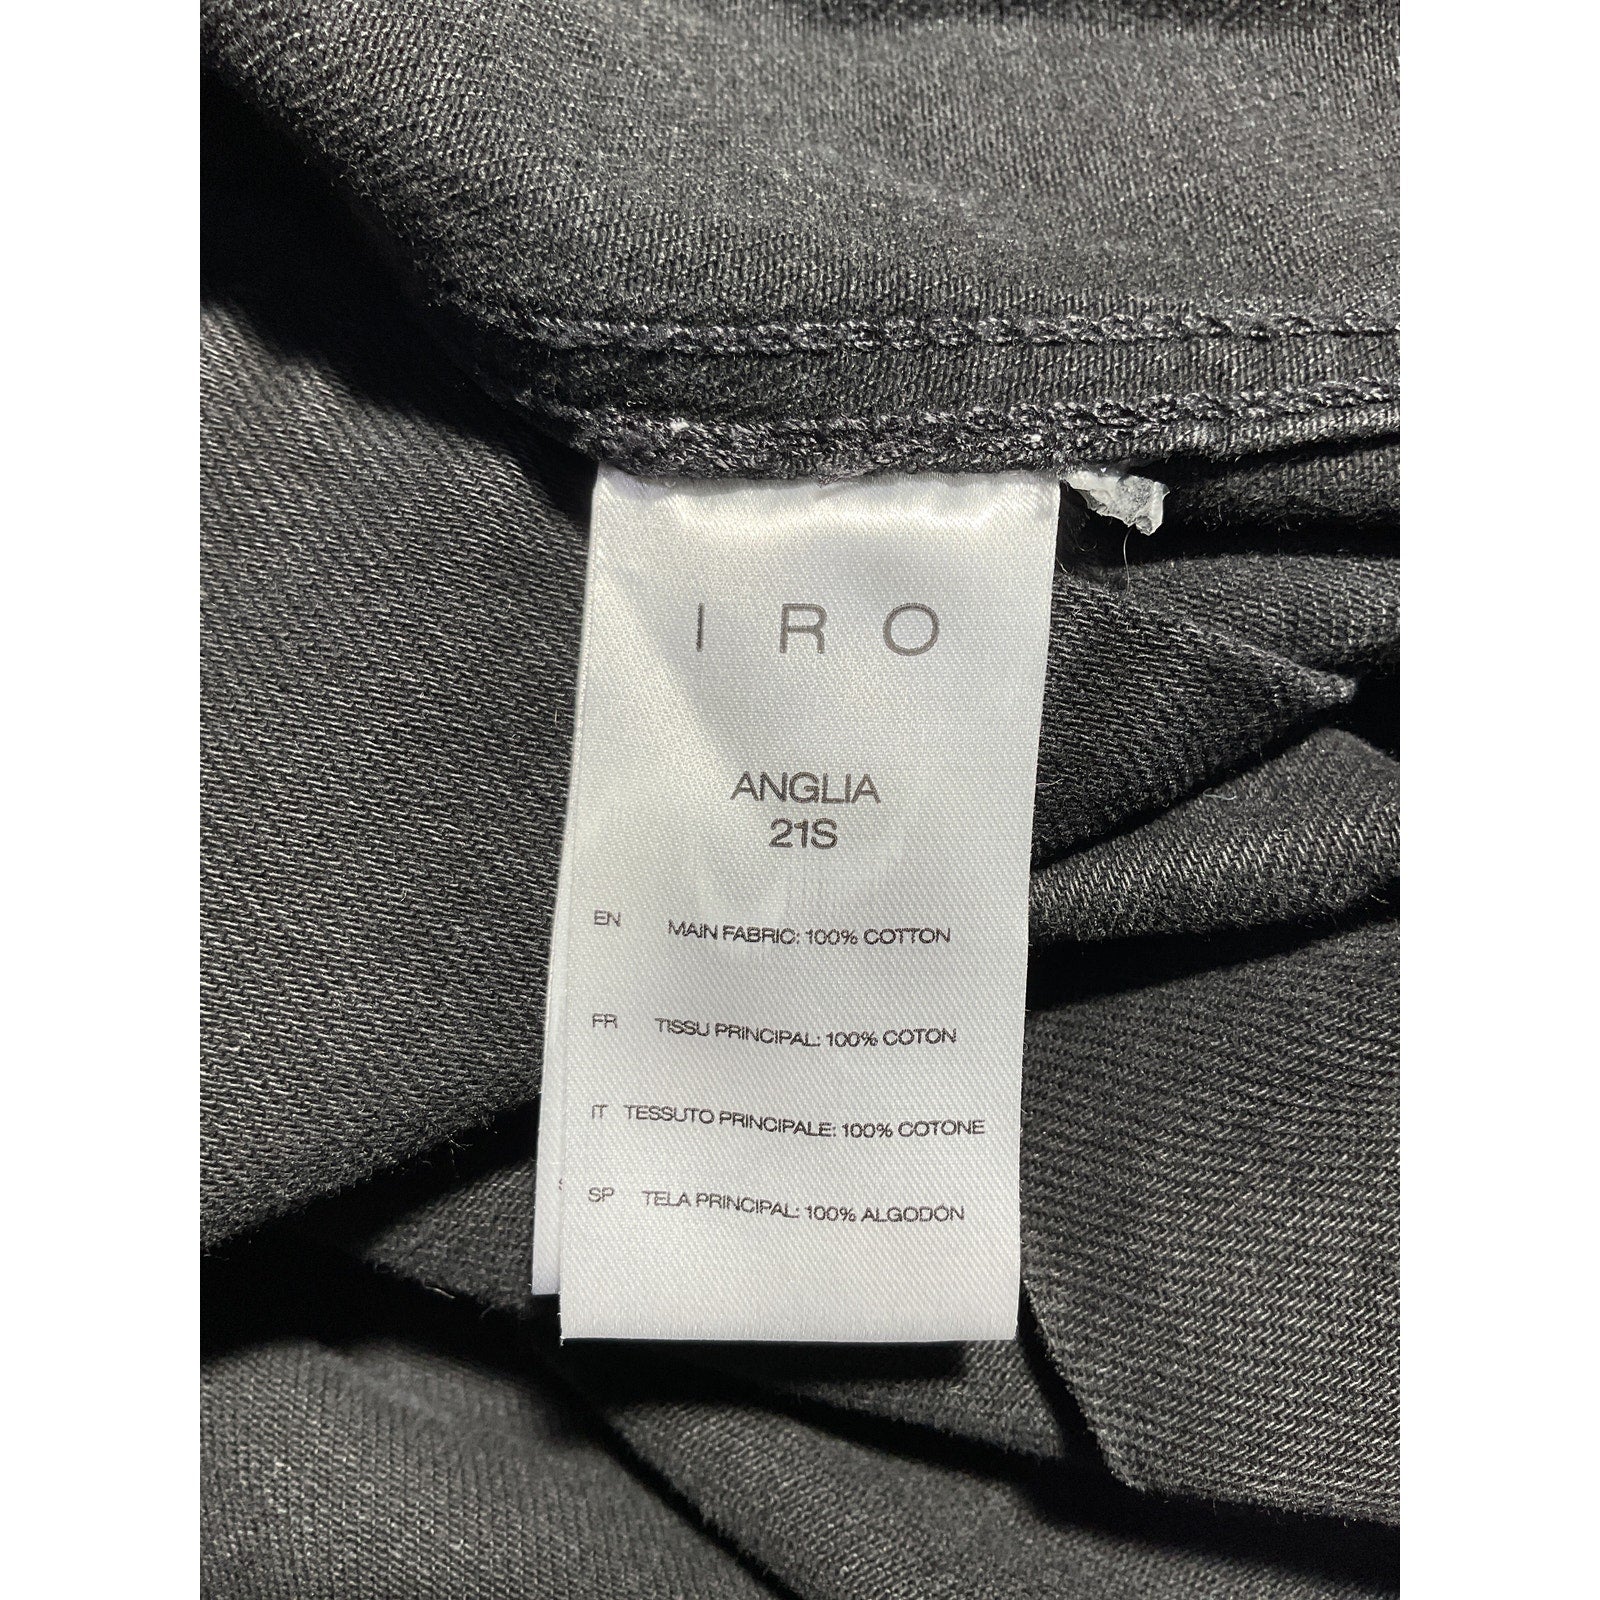 I R O
ANGLIA
21S
EN MAIN FABRIC: 100% COTTON
FR TISSU PRINCIPAL: 100% COTON
IT TESSUTO PRINCIPALE: 100% COTONE
SP TELA PRINCIPAL: 100% ALGODÓN